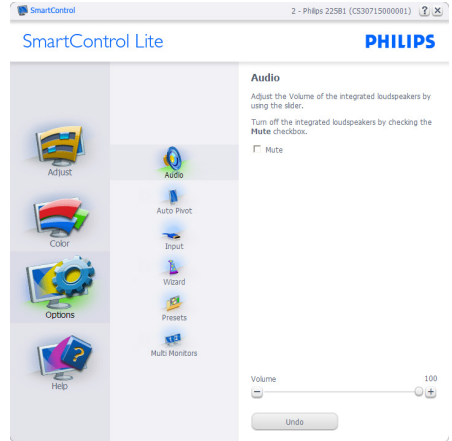 SmartControl
2 - Philips 225B1 (CS30715000001)
?
SmartControl Lite
PHILIPS
Adjust
Color
Options
?
Help
Audio
Auto Pivot
Input
Wizard
Presets
Multi Monitors
Audio
Adjust the Volume of the integrated loudspeakers by
using the slider.
Turn off the integrated loudspeakers by checking the
Mute checkbox.
Mute
Volume
100
Undo